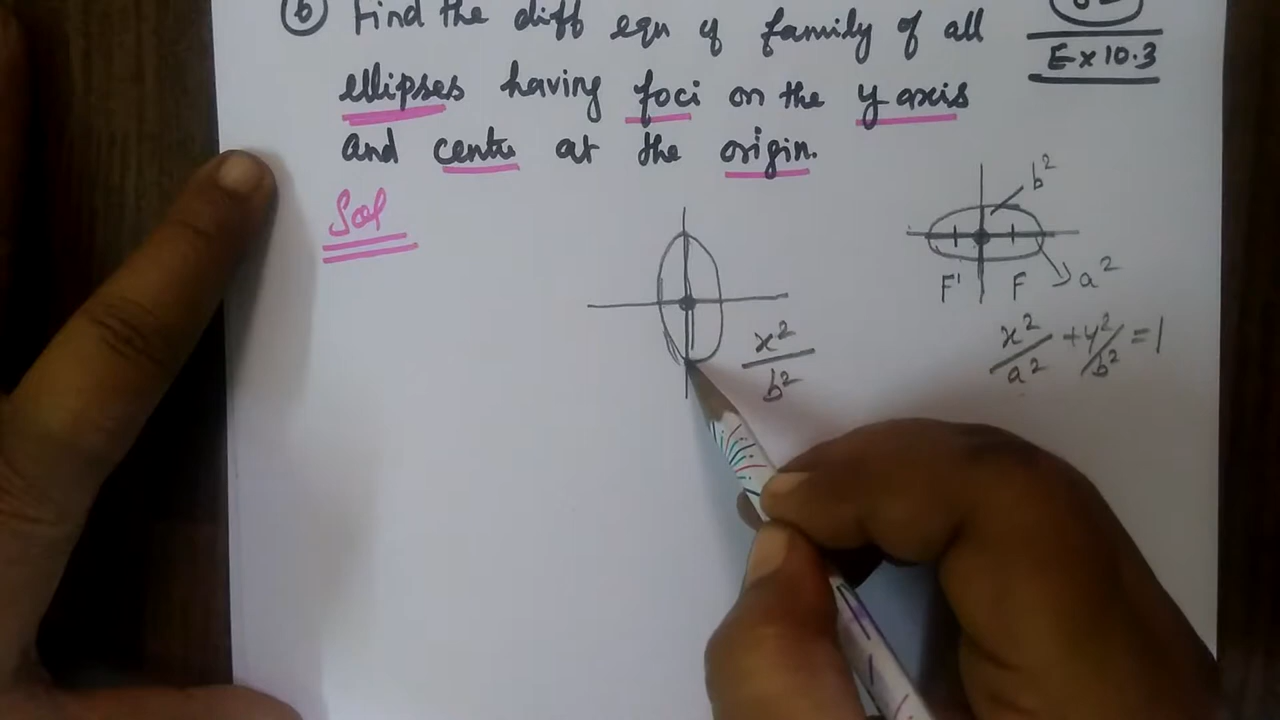 ⑥ Find the diff eqn of family of all
ellipses having foci on the y axis
and centre at the origin.
Ex 10.3
Sol
b²
F' F a²
x²/a² + y²/b² = 1
x²/b²